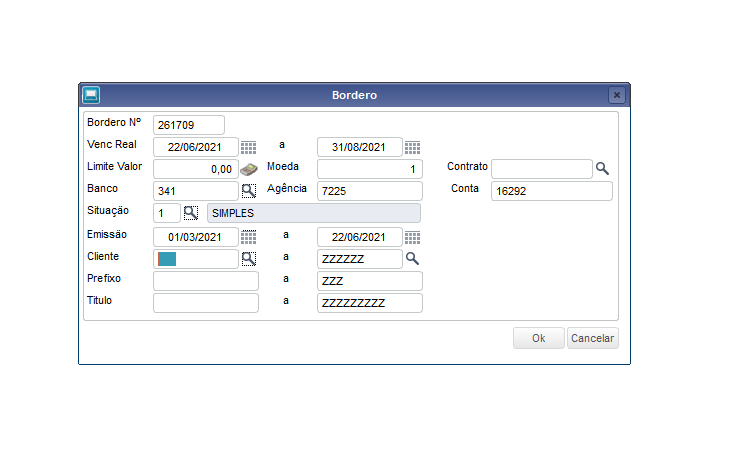 Bordero
Bordero Nº 261709
Venc Real 22/06/2021 a 31/08/2021
Limite Valor 0,00 Moeda 1 Contrato
Banco 341 Agência 7225 Conta 16292
Situação 1 SIMPLES
Emissão 01/03/2021 a 22/06/2021
Cliente a ZZZZZZ
Prefixo a ZZZ
Titulo a ZZZZZZZZZ
Ok Cancelar